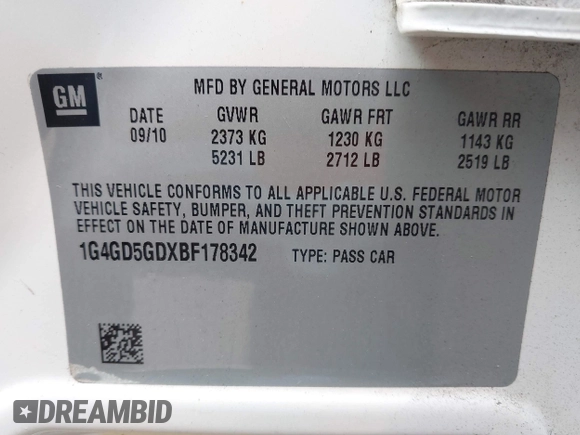 GM
MFD BY GENERAL MOTORS LLC
DATE GVWR GAWR FRT GAWR RR
09/10 2373 KG 1230 KG 1143 KG
5231 LB 2712 LB 2519 LB
THIS VEHICLE CONFORMS TO ALL APPLICABLE U.S. FEDERAL MOTOR
VEHICLE SAFETY, BUMPER, AND THEFT PREVENTION STANDARDS IN
EFFECT ON THE DATE OF MANUFACTURE SHOWN ABOVE.
1G4GD5GDXBF178342 TYPE: PASS CAR
DREAMBID